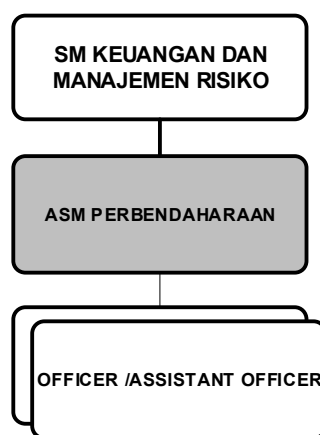 SM KEUANGAN DAN
MANAJEMEN RISIKO
ASM PERBENDAHARAAN
OFFICER /ASSISTANT OFFICER